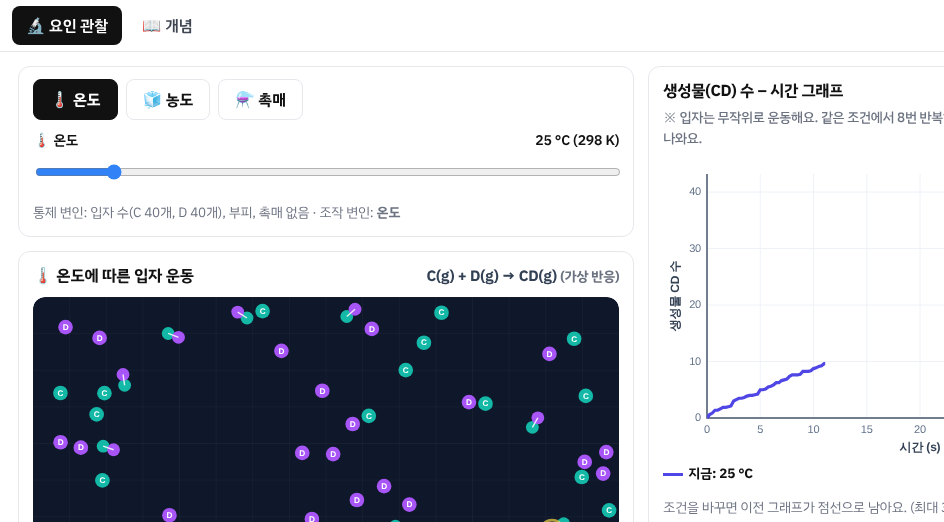 🔬 요인 관찰
📖 개념
🌡️ 온도
🧊 농도
⚗️ 촉매
🌡️ 온도
25 °C (298 K)
통제 변인: 입자 수(C 40개, D 40개), 부피, 촉매 없음 · 조작 변인: 온도
🌡️ 온도에 따른 입자 운동
C(g) + D(g) → CD(g) (가상 반응)
생성물(CD) 수 – 시간 그래프
※ 입자는 무작위로 운동해요. 같은 조건에서 8번 반복
나와요.
생성물 CD 수
40
30
20
10
0
0 5 10 15 20
시간 (s)
지금: 25 °C
조건을 바꾸면 이전 그래프가 점선으로 남아요. (최대